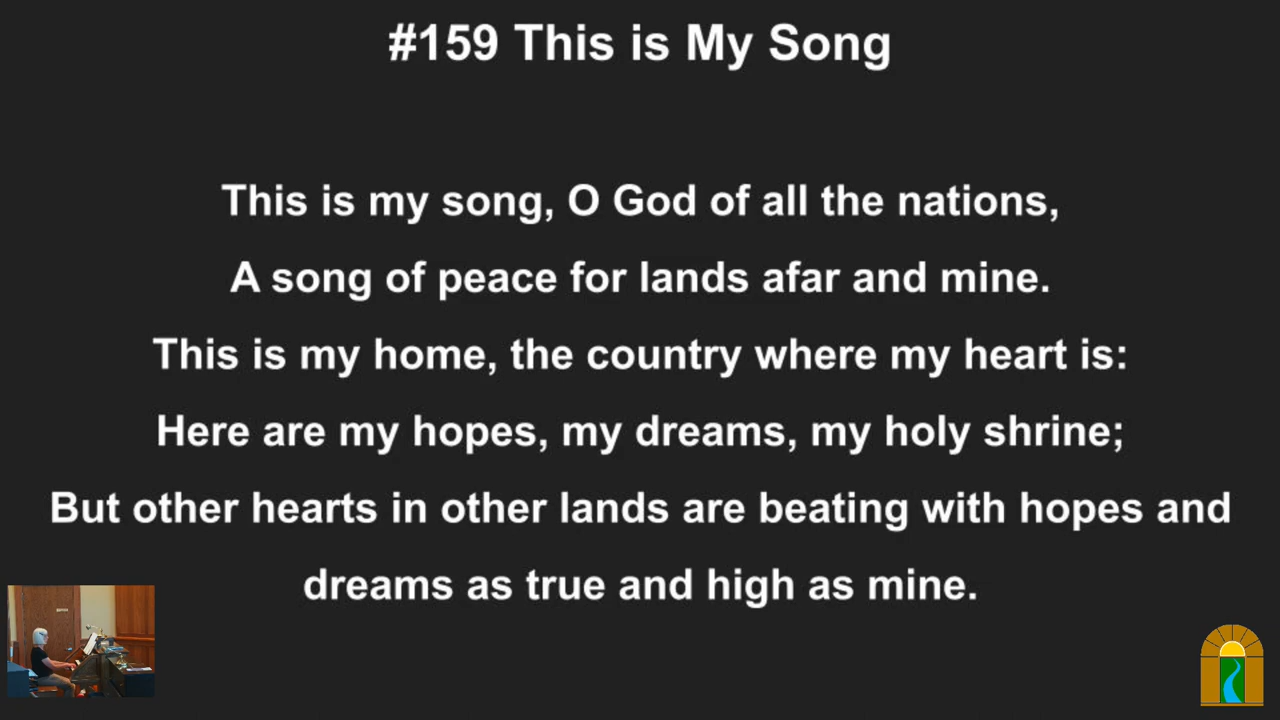 #159 This is My Song
This is my song, O God of all the nations,
A song of peace for lands afar and mine.
This is my home, the country where my heart is:
Here are my hopes, my dreams, my holy shrine;
But other hearts in other lands are beating with hopes and
dreams as true and high as mine.